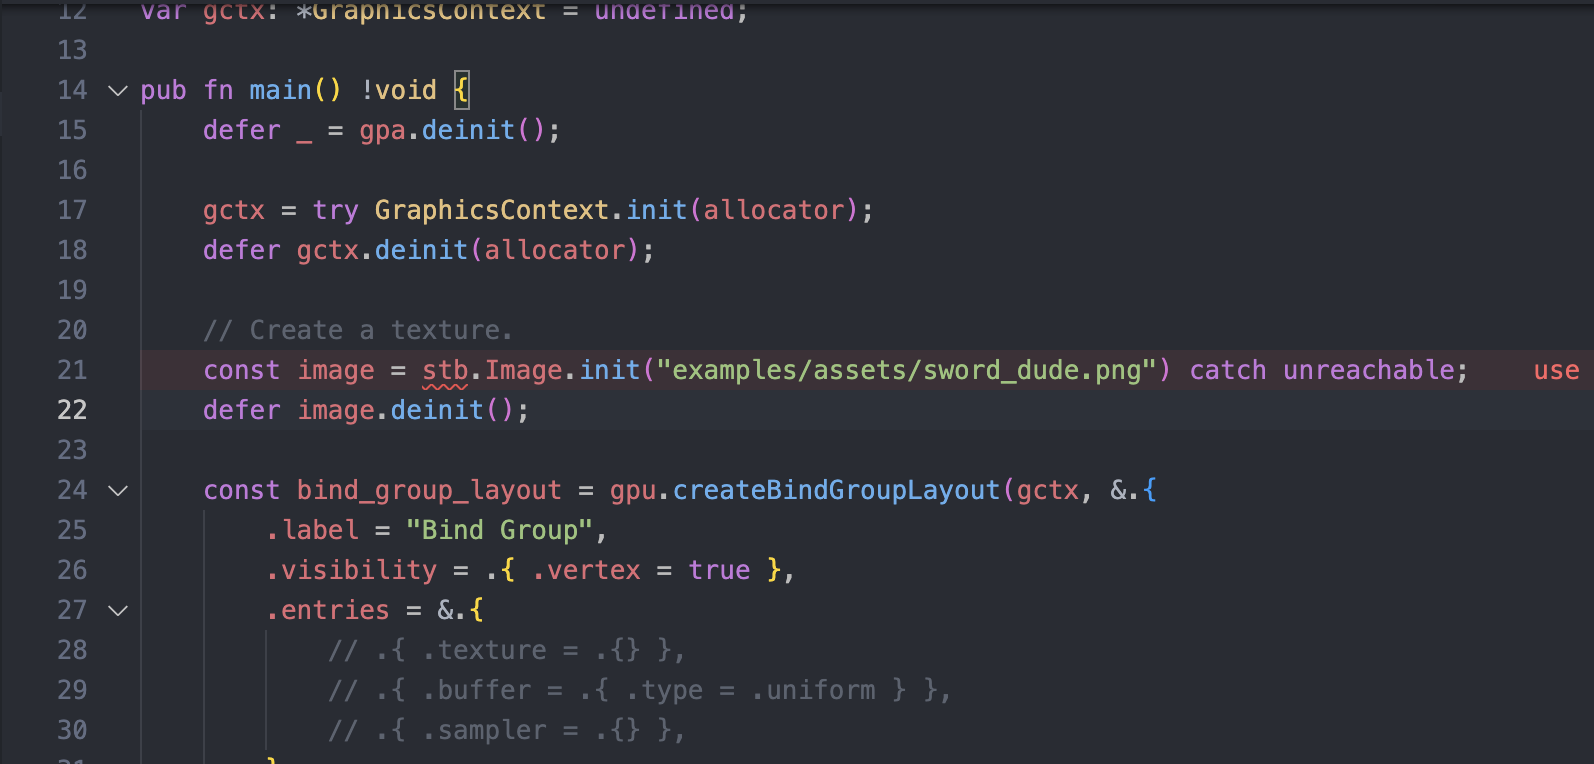 12 var gctx: *GraphicsContext = undefined;
13
14 pub fn main() !void {
15 defer _ = gpa.deinit();
16
17 gctx = try GraphicsContext.init(allocator);
18 defer gctx.deinit(allocator);
19
20 // Create a texture.
21 const image = stb.Image.init("examples/assets/sword_dude.png") catch unreachable; use
22 defer image.deinit();
23
24 const bind_group_layout = gpu.createBindGroupLayout(gctx, &.{
25 .label = "Bind Group",
26 .visibility = .{ .vertex = true },
27 .entries = &.{
28 // .{ .texture = .{} },
29 // .{ .buffer = .{ .type = .uniform } },
30 // .{ .sampler = .{} },
31 }